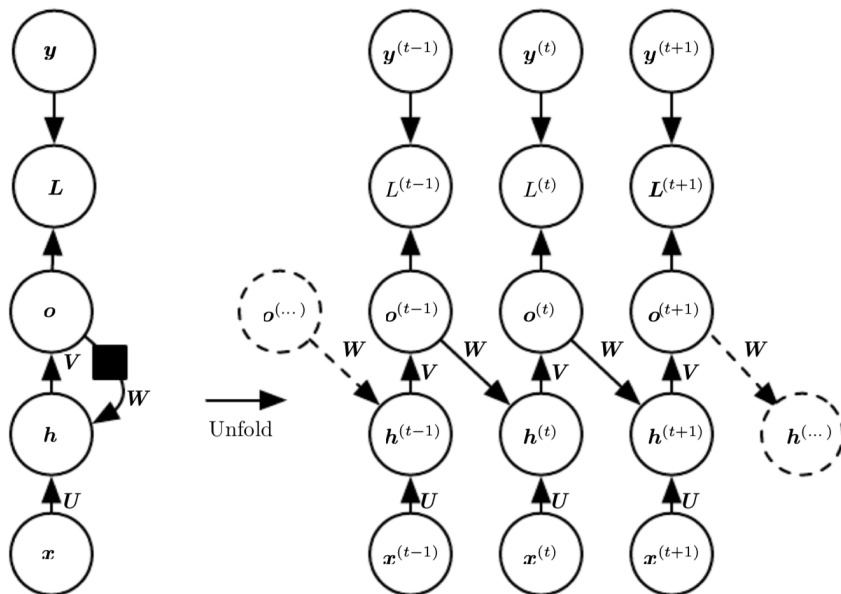 y y^(t−1) y^(t) y^(t+1)
L L^(t−1) L^(t) L^(t+1)
o o^(...) o^(t−1) o^(t) o^(t+1)
W W W W
V V V V
W
h Unfold h^(t−1) h^(t) h^(t+1) h^(...)
U U U U
x x^(t−1) x^(t) x^(t+1)